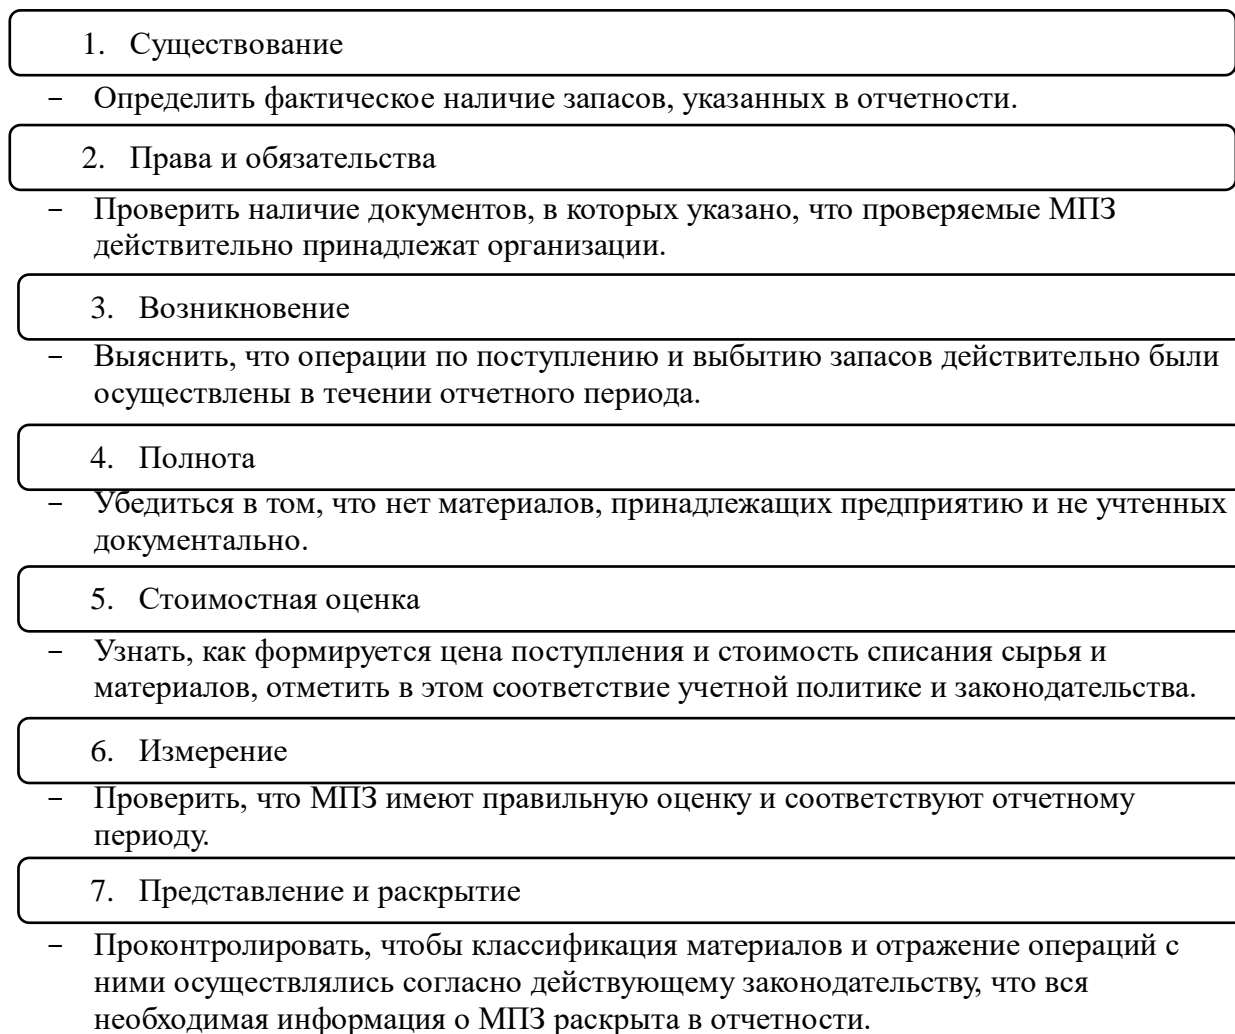 1. Существование
– Определить фактическое наличие запасов, указанных в отчетности.
2. Права и обязательства
– Проверить наличие документов, в которых указано, что проверяемые МПЗ
действительно принадлежат организации.
3. Возникновение
– Выяснить, что операции по поступлению и выбытию запасов действительно были
осуществлены в течении отчетного периода.
4. Полнота
– Убедиться в том, что нет материалов, принадлежащих предприятию и не учтенных
документально.
5. Стоимостная оценка
– Узнать, как формируется цена поступления и стоимость списания сырья и
материалов, отметить в этом соответствие учетной политике и законодательства.
6. Измерение
– Проверить, что МПЗ имеют правильную оценку и соответствуют отчетному
периоду.
7. Представление и раскрытие
– Проконтролировать, чтобы классификация материалов и отражение операций с
ними осуществлялись согласно действующему законодательству, что вся
необходимая информация о МПЗ раскрыта в отчетности.